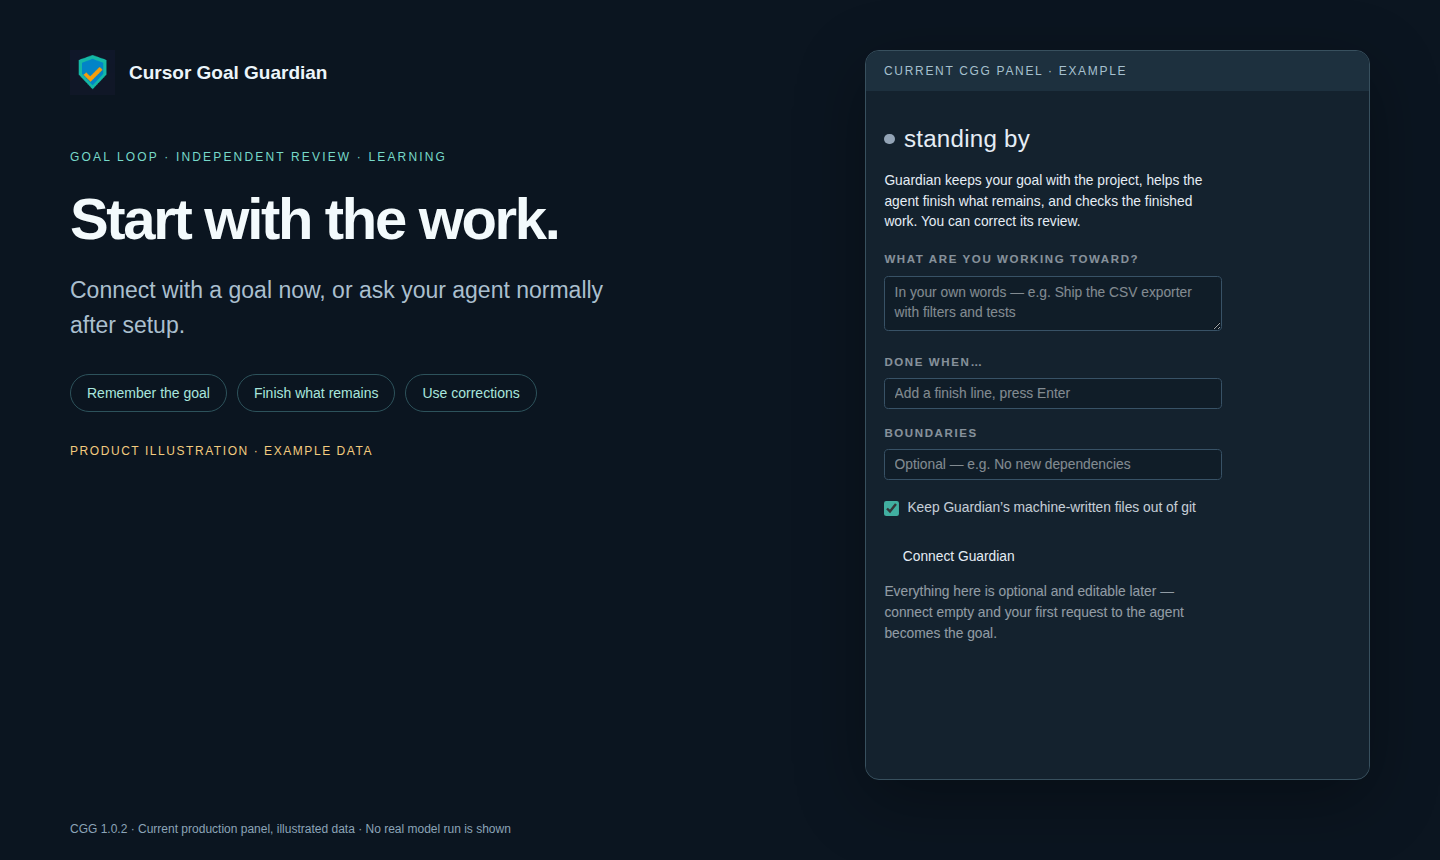 Cursor Goal Guardian
GOAL LOOP · INDEPENDENT REVIEW · LEARNING
Start with the work.
Connect with a goal now, or ask your agent normally
after setup.
Remember the goal
Finish what remains
Use corrections
PRODUCT ILLUSTRATION · EXAMPLE DATA
CURRENT CGG PANEL · EXAMPLE
standing by
Guardian keeps your goal with the project, helps the
agent finish what remains, and checks the finished
work. You can correct its review.
WHAT ARE YOU WORKING TOWARD?
In your own words — e.g. Ship the CSV exporter
with filters and tests
DONE WHEN…
Add a finish line, press Enter
BOUNDARIES
Optional — e.g. No new dependencies
Keep Guardian's machine-written files out of git
Connect Guardian
Everything here is optional and editable later —
connect empty and your first request to the agent
becomes the goal.
CGG 1.0.2 · Current production panel, illustrated data · No real model run is shown